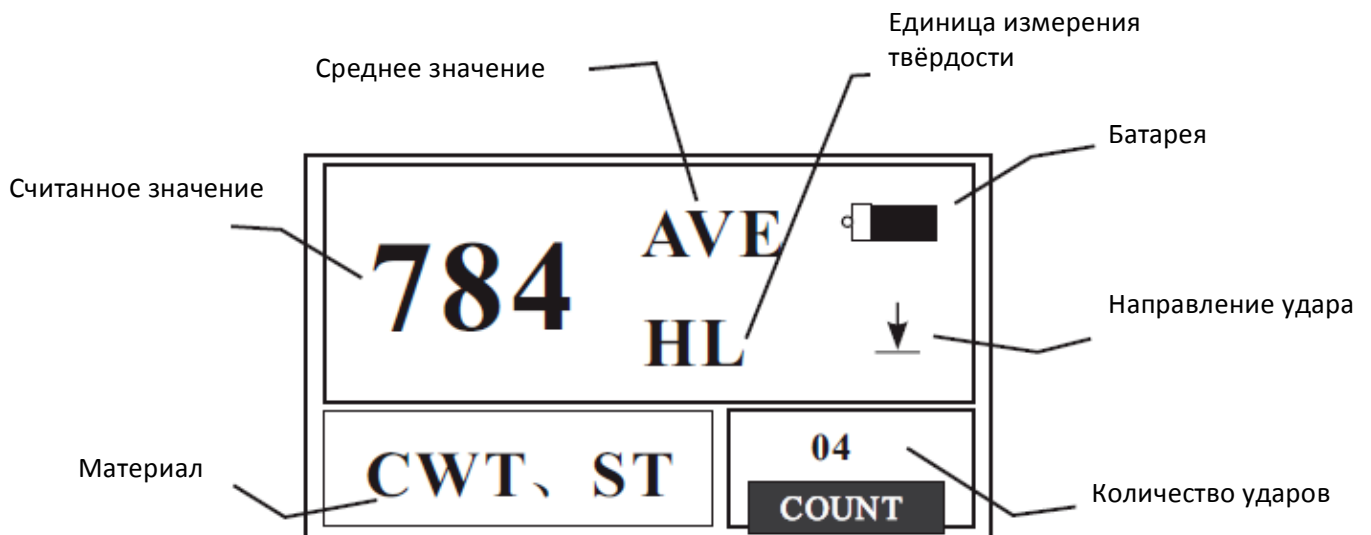 Единица измерения
твёрдости
Среднее значение
Батарея
Считанное значение
AVE
784
HL
Направление удара
CWT、ST
04
COUNT
Материал
Количество ударов